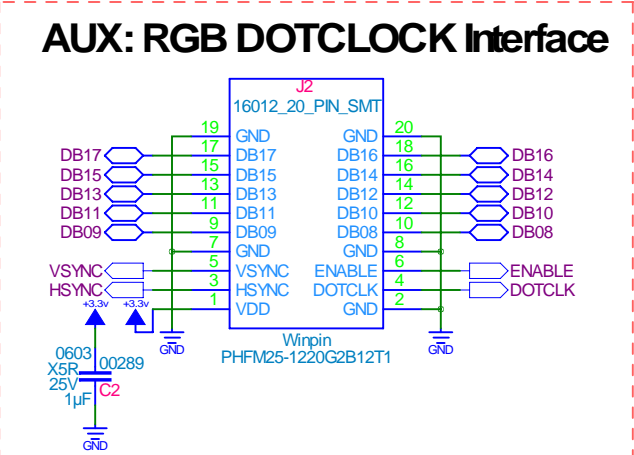 AUX: RGB DOTCLOCK Interface
J2
16012_20_PIN_SMT
19 GND GND 20
DB17 17 DB17 DB16 18 DB16
DB15 15 DB15 DB14 16 DB14
DB13 13 DB13 DB12 14 DB12
DB11 11 DB11 DB10 12 DB10
DB09 9 DB09 DB08 10 DB08
7 GND GND 8
VSYNC 5 VSYNC ENABLE 6 ENABLE
HSYNC 3 HSYNC DOTCLK 4 DOTCLK
+3.3v +3.3v 1 VDD GND 2
GND
Winpin
GND
PHFM25-1220G2B12T1
0603
X5R 00289
25V C2
1µF
GND